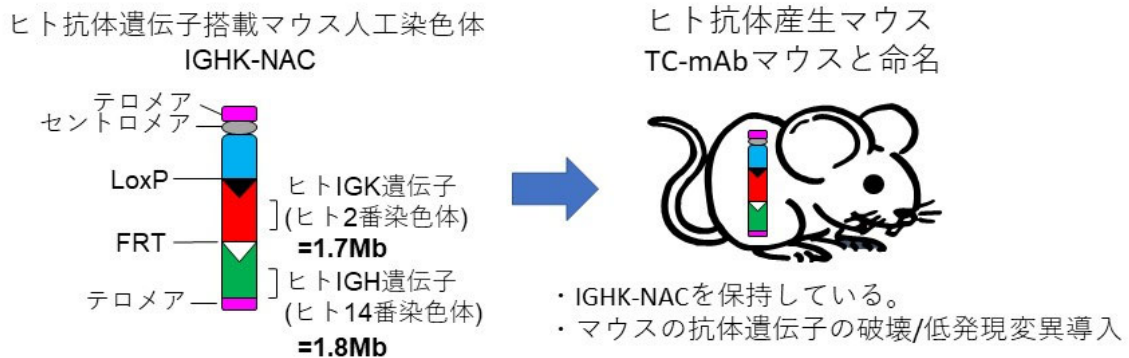 ヒト抗体遺伝子搭載マウス人工染色体
IGHK-NAC
テロメア
セントロメア
LoxP
ヒトIGK遺伝子
(ヒト2番染色体)
=1.7Mb
FRT
ヒトIGH遺伝子
(ヒト14番染色体)
=1.8Mb
テロメア
ヒト抗体産生マウス
TC-mAbマウスと命名
・IGHK-NACを保持している。
・マウスの抗体遺伝子の破壊/低発現変異導入